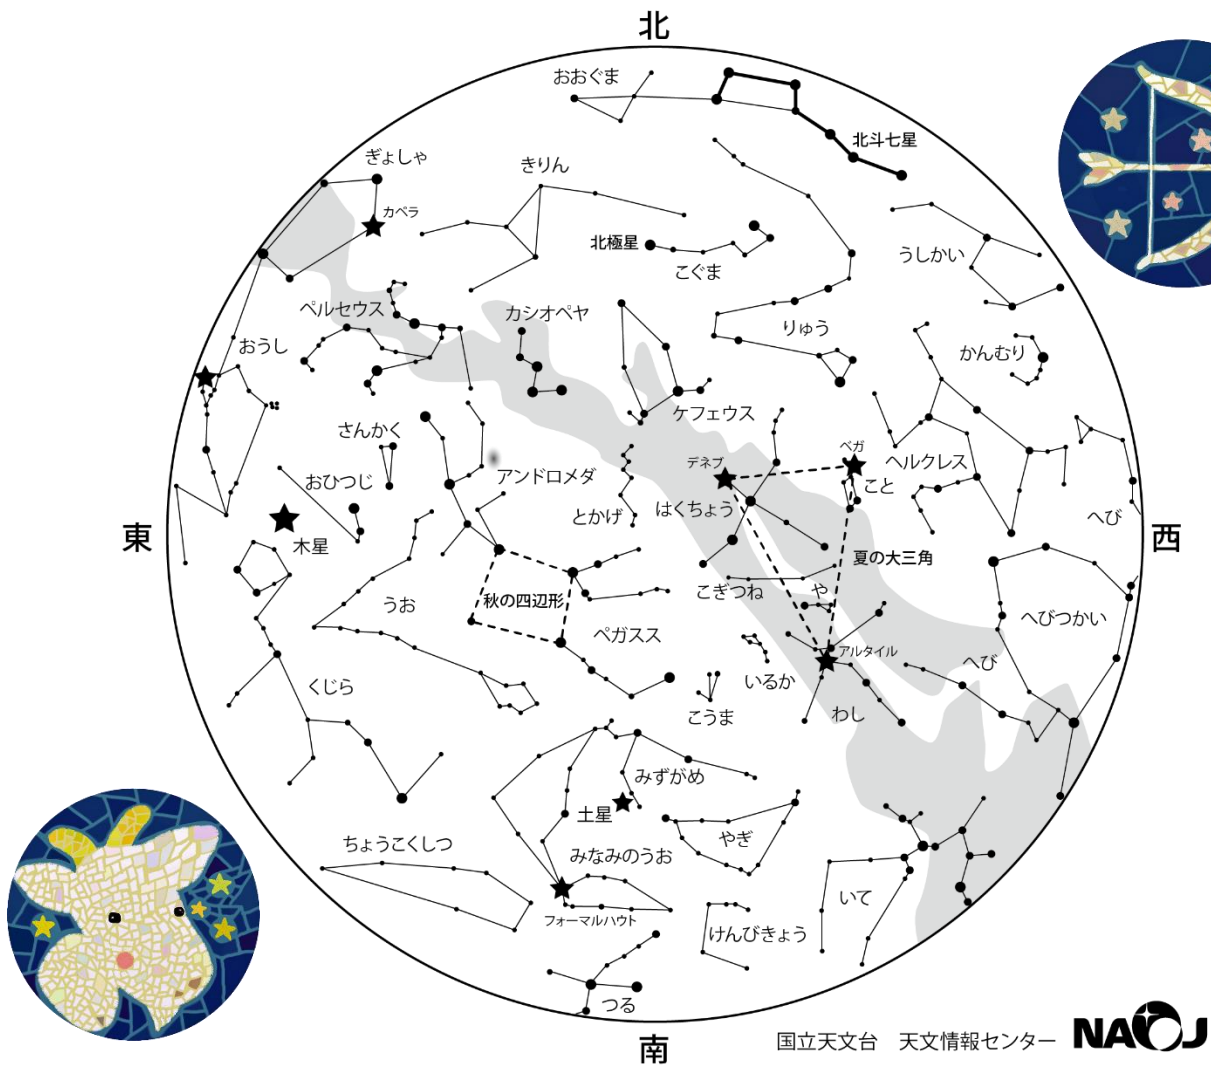 北
おおぐま
北斗七星
ぎょしゃ
きりん
カペラ
北極星
こぐま
うしかい
ペルセウス
カシオペヤ
りゅう
おうし
かんむり
ケフェウス
さんかく
ベガ
デネブ
ヘルクレス
アンドロメダ
おひつじ
こと
はくちょう
とかげ
へび
東
木星
西
夏の大三角
こぎつね
や
うお
秋の四辺形
へびつかい
ペガスス
アルタイル
へび
いるか
くじら
こうま
わし
みずがめ
土星
やぎ
ちょうこくしつ
みなみのうお
いて
フォーマルハウト
けんびきょう
つる
南
国立天文台 天文情報センター
NAOJ